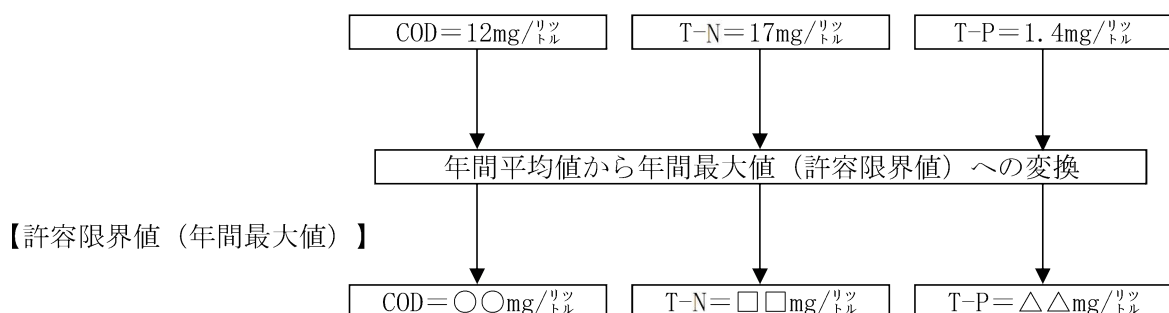 COD＝12mg/㍑
T-N＝17mg/㍑
T-P＝1.4mg/㍑
年間平均値から年間最大値（許容限界値）への変換
【許容限界値（年間最大値）】
COD＝○○mg/㍑
T-N＝□□mg/㍑
T-P＝△△mg/㍑